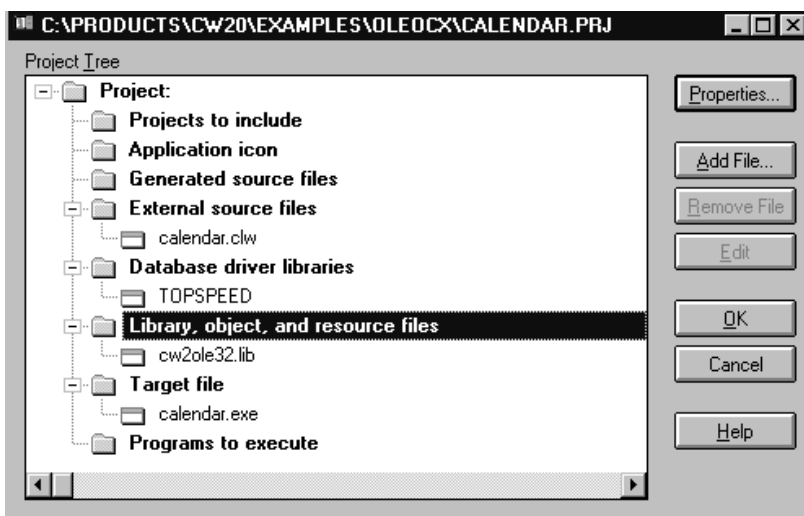 C:\PRODUCTS\CW20\EXAMPLES\OLEOCX\CALENDAR.PRJ
Project Tree
Project:
Projects to include
Application icon
Generated source files
External source files
calendar.clw
Database driver libraries
TOPSPEED
Library, object, and resource files
cw2ole32.lib
Target file
calendar.exe
Programs to execute
Properties...
Add File...
Remove File
Edit
OK
Cancel
Help